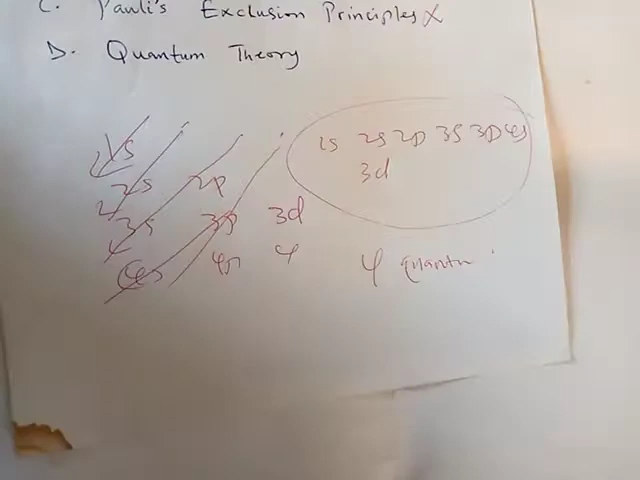 C. Pauli's Exclusion Principles X
D. Quantum Theory
1s 2s 2p 3s 3p 4s
3d
1s
2s 2p
3s 3p 3d
4s 4p 4
4 quantu